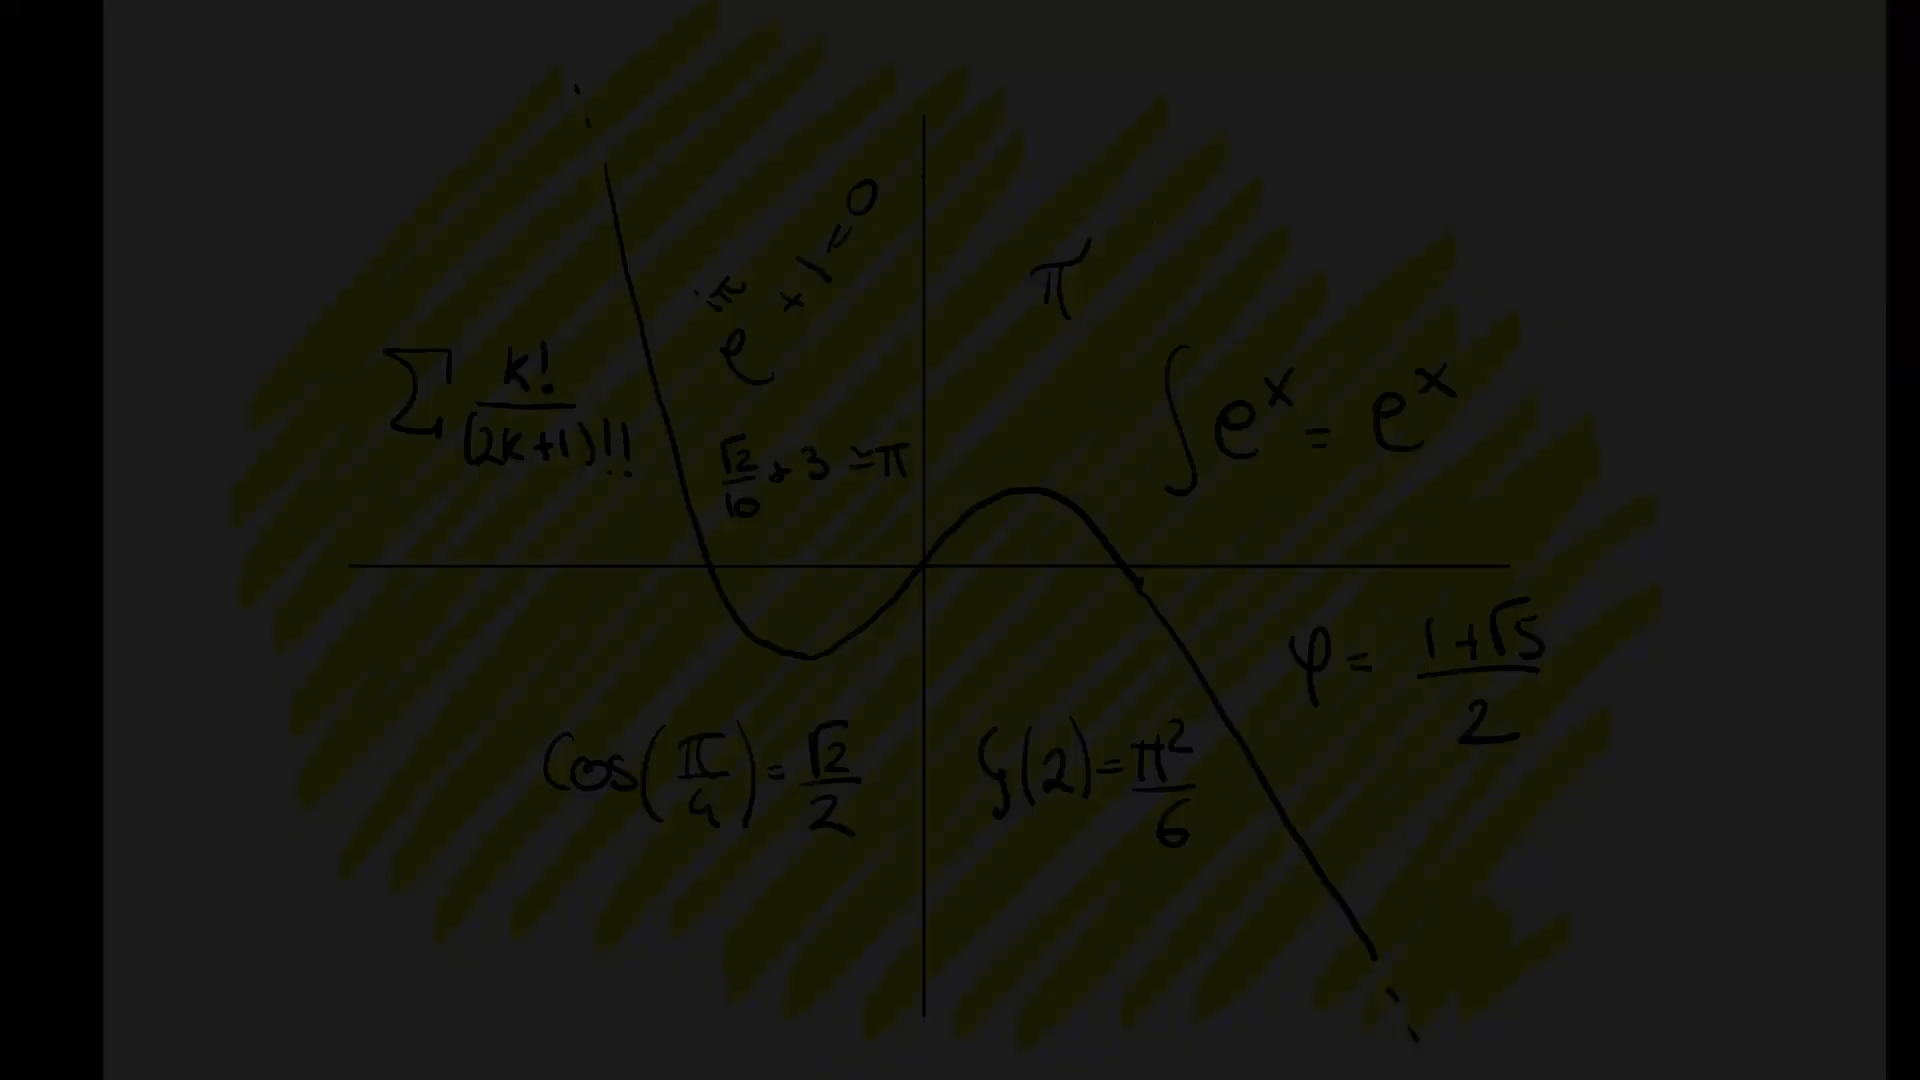 e^{iπ} + 1 = 0
π
∑ k!/(2k+1)!!
∫ e^x = e^x
√2/10 + 3 ≃ π
φ = (1+√5)/2
Cos(π/4) = √2/2
ζ(2) = π²/6